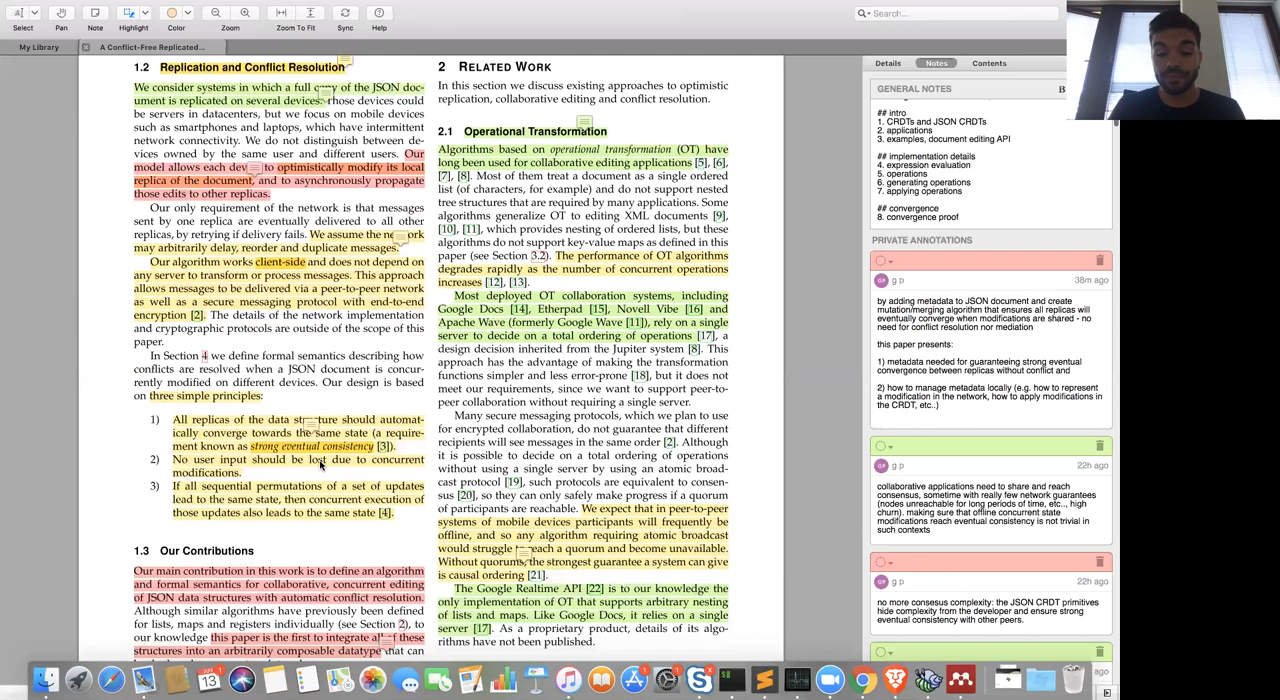 Select
Pan
Note
Highlight
Color
Zoom
Zoom To Fit
Sync
Help
Search...
My Library
A Conflict-Free Replicated...
1.2 Replication and Conflict Resolution
We consider systems in which a full copy of the JSON doc-
ument is replicated on several devices. Those devices could
be servers in datacenters, but we focus on mobile devices
such as smartphones and laptops, which have intermittent
network connectivity. We do not distinguish between de-
vices owned by the same user and different users. Our
model allows each device to optimistically modify its local
replica of the document, and to asynchronously propagate
those edits to other replicas.
Our only requirement of the network is that messages
sent by one replica are eventually delivered to all other
replicas, by retrying if delivery fails. We assume the network
may arbitrarily delay, reorder and duplicate messages.
Our algorithm works client-side and does not depend on
any server to transform or process messages. This approach
allows messages to be delivered via a peer-to-peer network
as well as a secure messaging protocol with end-to-end
encryption [2]. The details of the network implementation
and cryptographic protocols are outside of the scope of this
paper.
In Section 4 we define formal semantics describing how
conflicts are resolved when a JSON document is concur-
rently modified on different devices. Our design is based
on three simple principles:
1) All replicas of the data structure should automat-
ically converge towards the same state (a require-
ment known as strong eventual consistency [3]).
2) No user input should be lost due to concurrent
modifications.
3) If all sequential permutations of a set of updates
lead to the same state, then concurrent execution of
those updates also leads to the same state [4].
1.3 Our Contributions
Our main contribution in this work is to define an algorithm
and formal semantics for collaborative, concurrent editing
of JSON data structures with automatic conflict resolution.
Although similar algorithms have previously been defined
for lists, maps and registers individually (see Section 2), to
our knowledge this paper is the first to integrate all of these
structures into an arbitrarily composable datatype that can
2 RELATED WORK
In this section we discuss existing approaches to optimistic
replication, collaborative editing and conflict resolution.
2.1 Operational Transformation
Algorithms based on operational transformation (OT) have
long been used for collaborative editing applications [5], [6],
[7], [8]. Most of them treat a document as a single ordered
list (of characters, for example) and do not support nested
tree structures that are required by many applications. Some
algorithms generalize OT to editing XML documents [9],
[10], [11], which provides nesting of ordered lists, but these
algorithms do not support key-value maps as defined in this
paper (see Section 3.2). The performance of OT algorithms
degrades rapidly as the number of concurrent operations
increases [12], [13].
Most deployed OT collaboration systems, including
Google Docs [14], Etherpad [15], Novell Vibe [16] and
Apache Wave (formerly Google Wave [11]), rely on a single
server to decide on a total ordering of operations [17],
a design decision inherited from the Jupiter system [8]. This
approach has the advantage of making the transformation
functions simpler and less error-prone [18], but it does not
meet our requirements, since we want to support peer-to-
peer collaboration without requiring a single server.
Many secure messaging protocols, which we plan to use
for encrypted collaboration, do not guarantee that different
recipients will see messages in the same order [2]. Although
it is possible to decide on a total ordering of operations
without using a single server by using an atomic broad-
cast protocol [19], such protocols are equivalent to consen-
sus [20], so they can only safely make progress if a quorum
of participants are reachable. We expect that in peer-to-peer
systems of mobile devices participants will frequently be
offline, and so any algorithm requiring atomic broadcast
would struggle to reach a quorum and become unavailable.
Without quorums, the strongest guarantee a system can give
is causal ordering [21].
The Google Realtime API [22] is to our knowledge the
only implementation of OT that supports arbitrary nesting
of lists and maps. Like Google Docs, it relies on a single
server [17]. As a proprietary product, details of its algo-
rithms have not been published.
Details
Notes
Contents
GENERAL NOTES
B
## intro
1. CRDTs and JSON CRDTs
2. applications
3. examples, document editing API
## implementation details
4. expression evaluation
5. operations
6. generating operations
7. applying operations
## convergence
8. convergence proof
PRIVATE ANNOTATIONS
g p
38m ago
by adding metadata to JSON document and create
mutation/merging algorithm that ensures all replicas will
eventually converge when modifications are shared - no
need for conflict resolution nor mediation
this paper presents:
1) metadata needed for guaranteeing strong eventual
convergence between replicas without conflict and
2) how to manage metadata locally (e.g. how to represent
a modification in the network, how to apply modifications in
the CRDT, etc..)
g p
22h ago
collaborative applications need to share and reach
consensus, sometime with really few network guarantees
(nodes unreachable for long periods of time, etc.., high
churn). making sure that offline concurrent state
modifications reach eventual consistency is not trivial in
such contexts
g p
22h ago
no more consesus complexity: the JSON CRDT primitives
hide complexity from the developer and ensure strong
eventual consistency with other peers.
ago
13